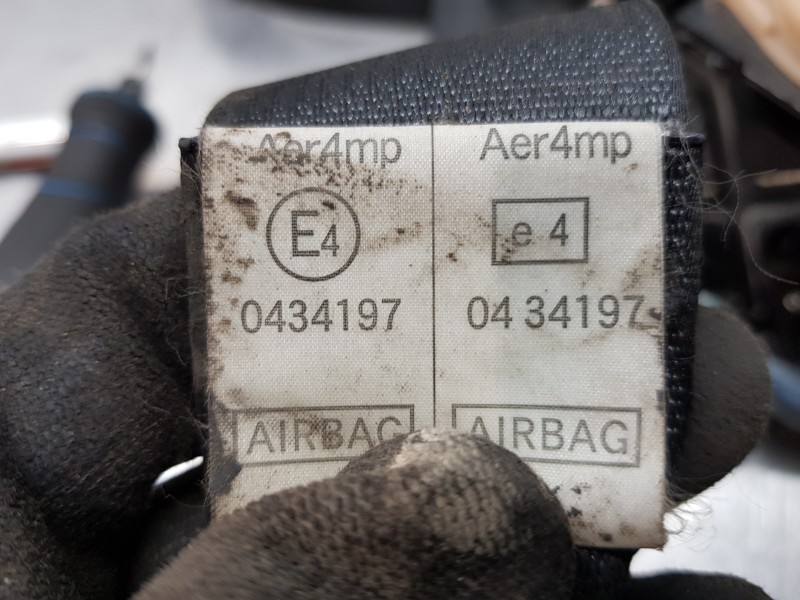 Aer4mp
E4
0434197
AIRBAG
Aer4mp
e 4
04 34197
AIRBAG